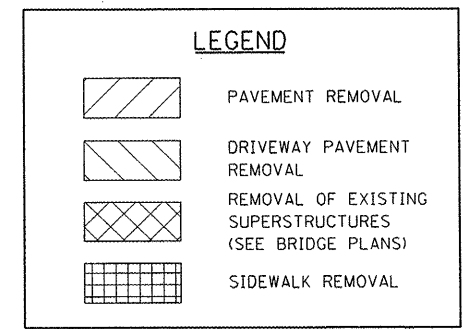 LEGEND
PAVEMENT REMOVAL
DRIVEWAY PAVEMENT
REMOVAL
REMOVAL OF EXISTING
SUPERSTRUCTURES
(SEE BRIDGE PLANS)
SIDEWALK REMOVAL